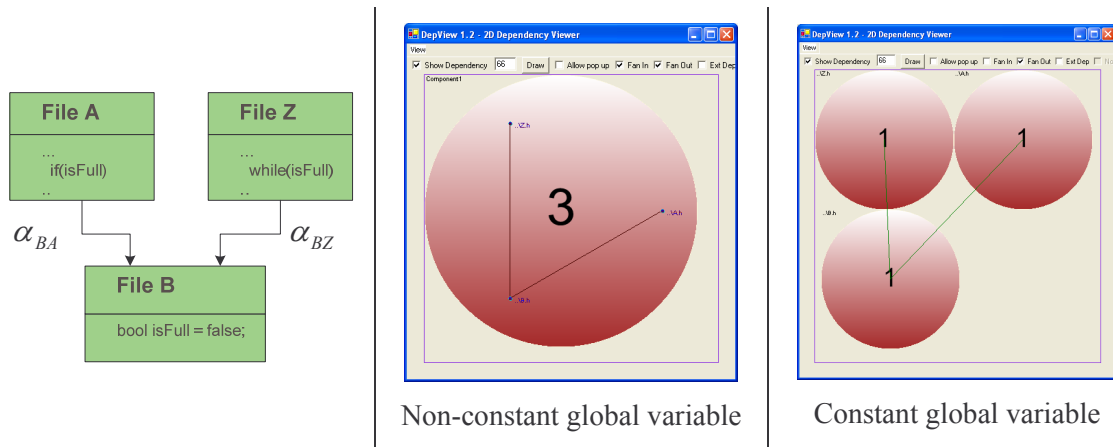 File A
...
if(isFull)
..
File Z
...
while(isFull)
..
α_BA
α_BZ
File B
bool isFull = false;
DepView 1.2 - 2D Dependency Viewer
View
Show Dependency 66 Draw Allow pop up Fan In Fan Out Ext Dep
Component1
..\Z.h
3
..\A.h
..\B.h
Non-constant global variable
DepView 1.2 - 2D Dependency Viewer
View
Show Dependency 66 Draw Allow pop up Fan In Fan Out Ext Dep
..\Z.h
..\A.h
1
1
..\B.h
1
Constant global variable